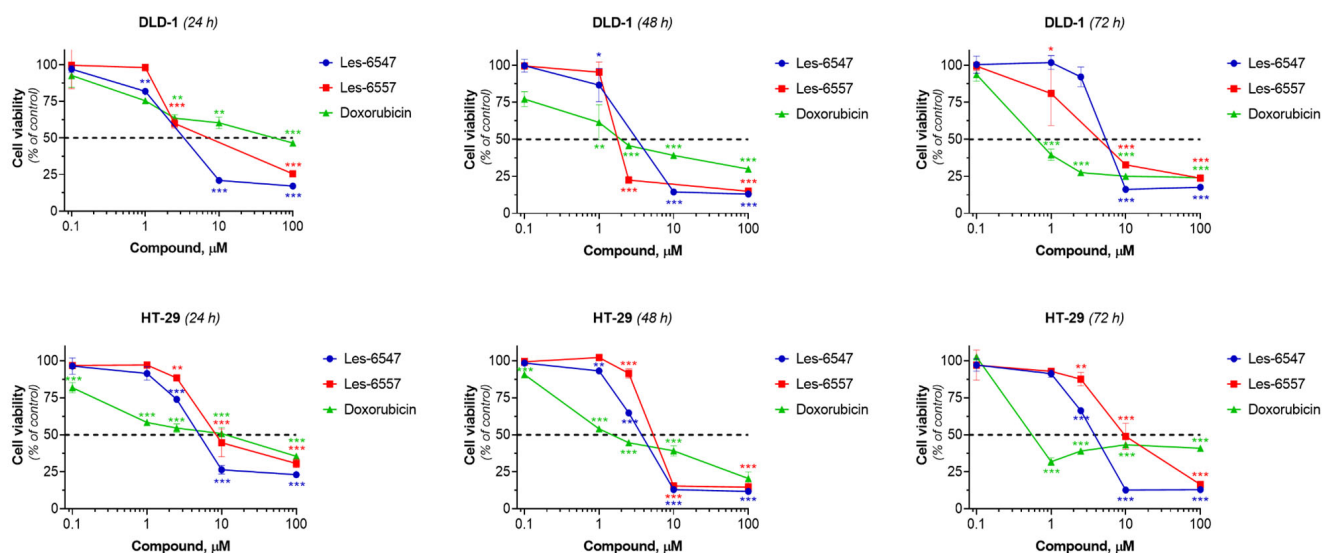 DLD-1 (24 h)
Cell viability
(% of control)
100
75
50
25
0
0.1
1
10
100
Compound, μM
Les-6547
Les-6557
Doxorubicin
**
**
***
**
***
***
***
***
DLD-1 (48 h)
Cell viability
(% of control)
100
75
50
25
0
0.1
1
10
100
Compound, μM
Les-6547
Les-6557
Doxorubicin
*
**
***
***
***
***
***
***
***
DLD-1 (72 h)
Cell viability
(% of control)
100
75
50
25
0
0.1
1
10
100
Compound, μM
Les-6547
Les-6557
Doxorubicin
*
***
***
***
***
***
***
***
***
HT-29 (24 h)
Cell viability
(% of control)
100
75
50
25
0
0.1
1
10
100
Compound, μM
Les-6547
Les-6557
Doxorubicin
***
***
**
***
***
***
***
***
***
***
***
HT-29 (48 h)
Cell viability
(% of control)
100
75
50
25
0
0.1
1
10
100
Compound, μM
Les-6547
Les-6557
Doxorubicin
***
**
***
***
***
***
***
***
***
***
***
HT-29 (72 h)
Cell viability
(% of control)
100
75
50
25
0
0.1
1
10
100
Compound, μM
Les-6547
Les-6557
Doxorubicin
***
**
***
***
***
***
***
***
***
***